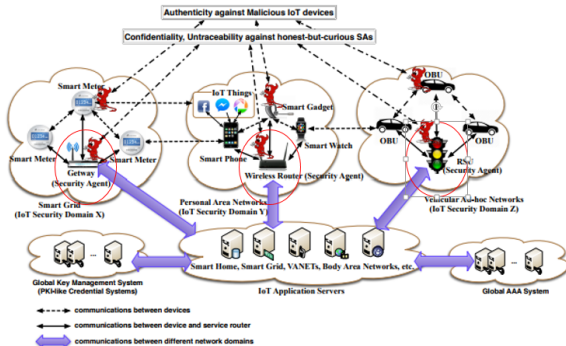 Authenticity against Malicious IoT devices
Confidentiality, Untraceability against honest-but-curious SAs
Smart Meter
IoT Things
Smart Gadget
OBU
Smart Meter
Smart Meter
Smart Phone
Smart Watch
OBU
OBU
Getway
(Security Agent)
Wireless Router (Security Agent)
(Security Agent)
Smart Grid
(IoT Security Domain X)
Personal Area Networks
(IoT Security Domain Y)
Vehicular Ad-hoc Networks
(IoT Security Domain Z)
...
Smart Home, Smart Grid, VANETs, Body Area Networks, etc.
...
Global Key Management System
(PKI-like Credential Systems)
IoT Application Servers
Global AAA System
communications between devices
communications between device and service router
communications between different network domains